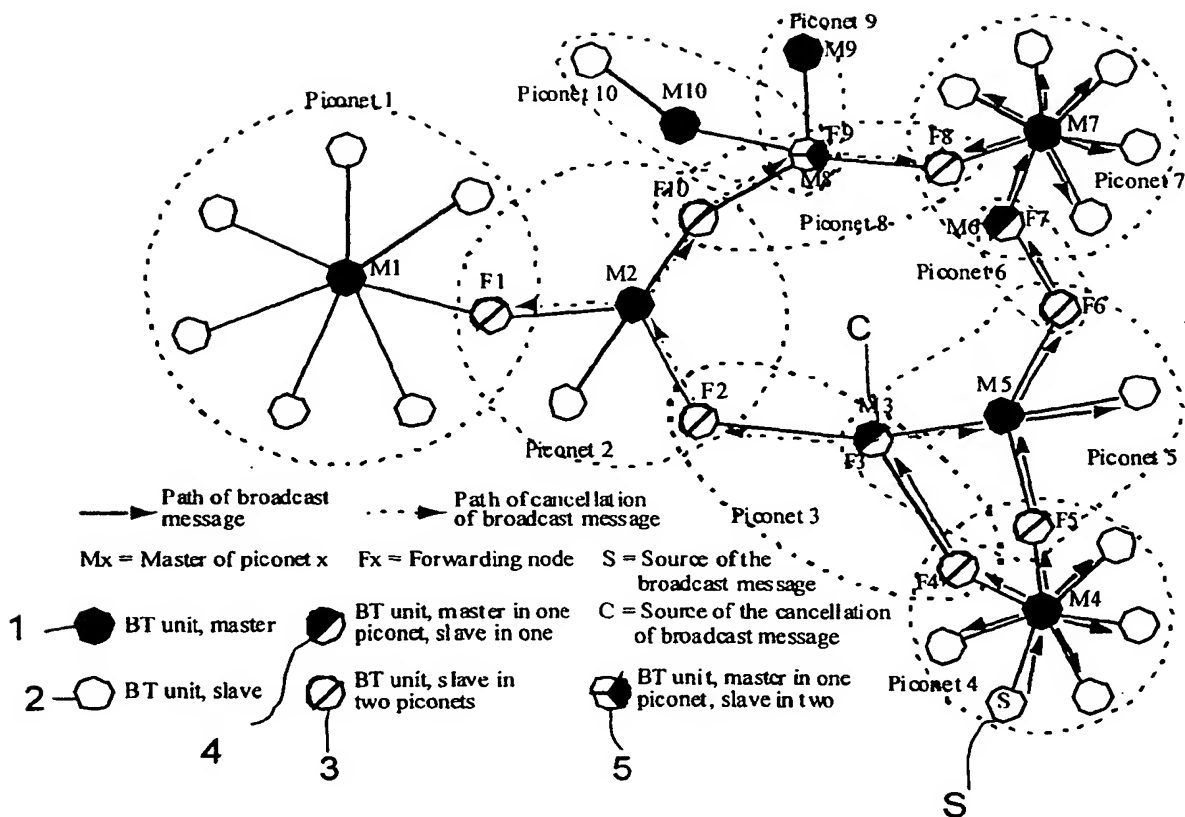 Piconet 9
M9
Piconet 1
Piconet 10
M10
F9
F8
M7
M8
Piconet 7
F10
Piconet 8
M6
F7
M1
F1
M2
Piconet 6
F6
C
F2
M3
M5
F3
Piconet 2
Piconet 5
Path of broadcast
message
Path of cancellation
of broadcast message
Piconet 3
F5
Mx = Master of piconet x
Fx = Forwarding node
S = Source of the
broadcast message
F4
M4
1
BT unit, master
BT unit, master in one
piconet, slave in one
C = Source of the cancellation
of broadcast message
2
BT unit, slave
BT unit, slave in
two piconets
BT unit, master in one
piconet, slave in two
Piconet 4
S
4
3
5
S